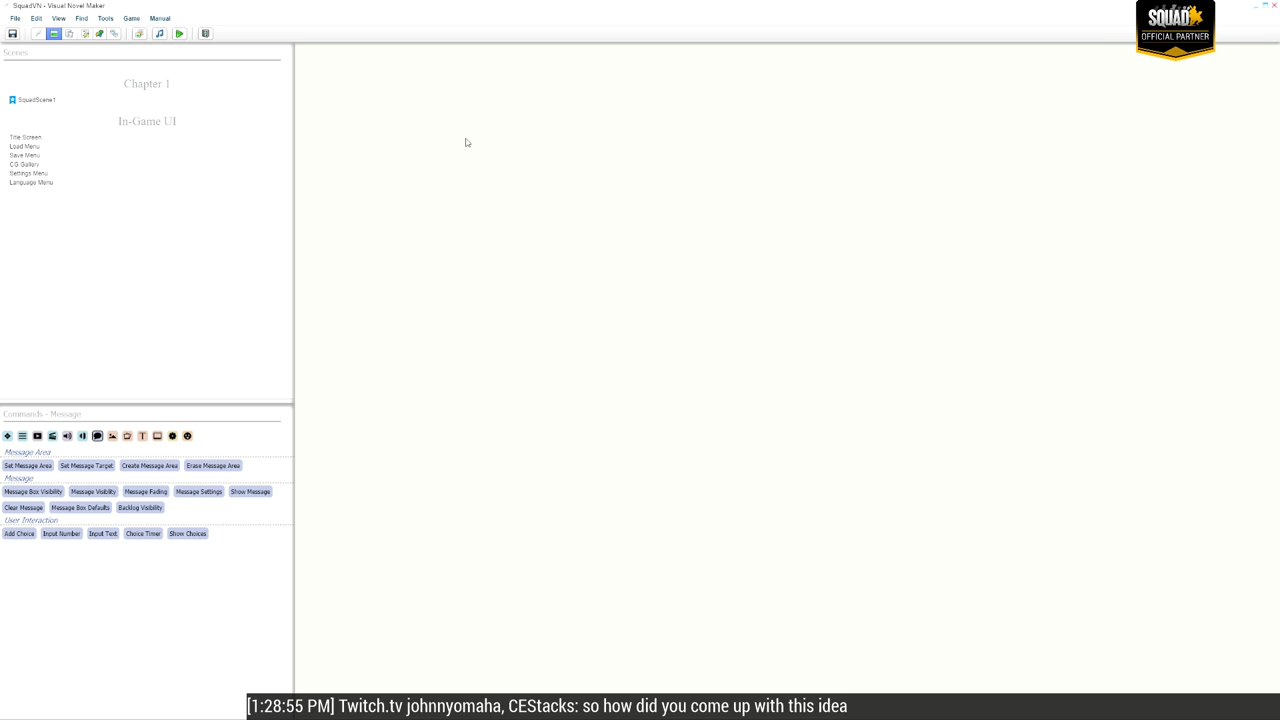 SquadVN - Visual Novel Maker
File Edit View Find Tools Game Manual
SQUAD
OFFICIAL PARTNER
Scenes
Chapter 1
SquadScene1
In-Game UI
Title Screen
Load Menu
Save Menu
CG Gallery
Settings Menu
Language Menu
Commands - Message
Message Area
Set Message Area Set Message Target Create Message Area Erase Message Area
Message
Message Box Visibility Message Visibility Message Fading Message Settings Show Message
Clear Message Message Box Defaults Backlog Visibility
User Interaction
Add Choice Input Number Input Text Choice Timer Show Choices
[1:28:55 PM] Twitch.tv johnnyomaha, CEStacks: so how did you come up with this idea